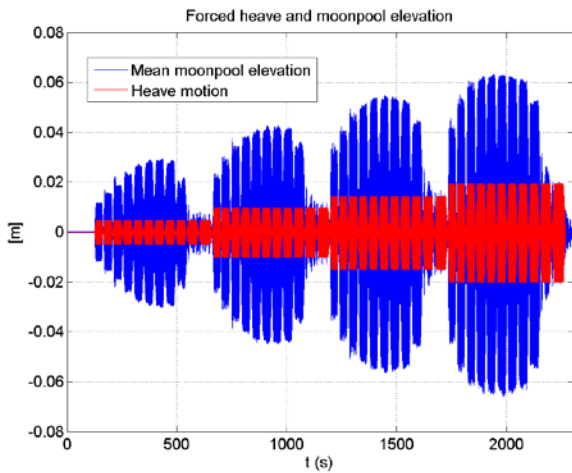 Forced heave and moonpool elevation
0.08
0.06
0.04
0.02
0
-0.02
-0.04
-0.06
-0.08
[m]
Mean moonpool elevation
Heave motion
0 500 1000 1500 2000
t (s)